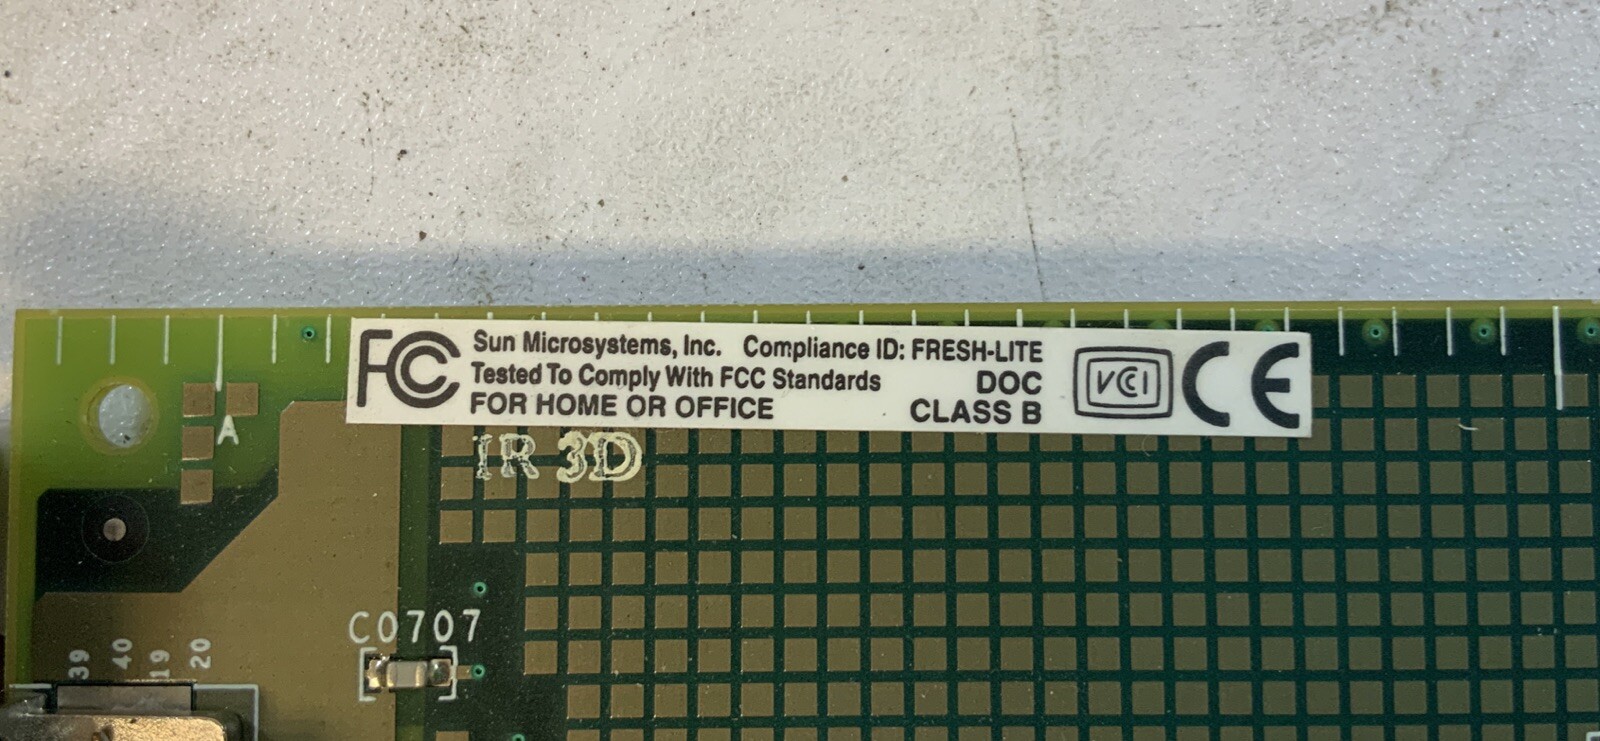 FC Sun Microsystems, Inc. Compliance ID: FRESH-LITE
Tested To Comply With FCC Standards DOC
FOR HOME OR OFFICE CLASS B
VCCI CE
A
IR 3D
C0707
39 40 19 20